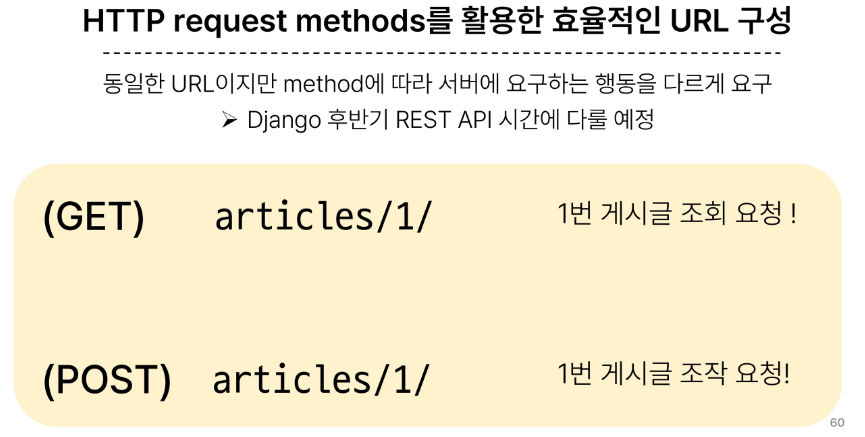 HTTP request methods를 활용한 효율적인 URL 구성
동일한 URL이지만 method에 따라 서버에 요구하는 행동을 다르게 요구
➢ Django 후반기 REST API 시간에 다룰 예정
(GET) articles/1/ 1번 게시글 조회 요청 !
(POST) articles/1/ 1번 게시글 조작 요청!
60